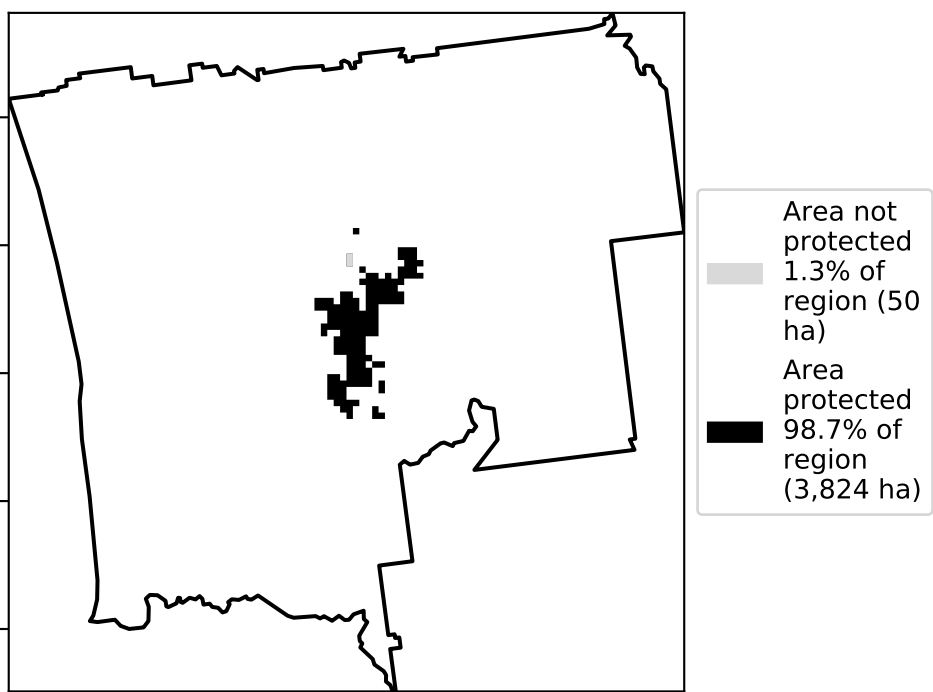 Area not
protected
1.3% of
region (50
ha)
Area
protected
98.7% of
region
(3,824 ha)